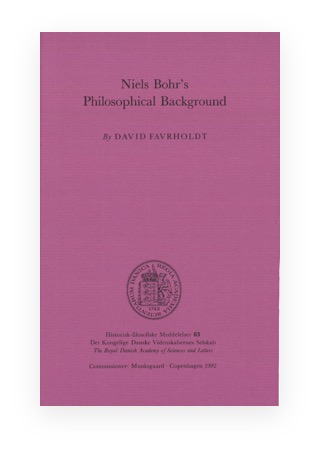 Niels Bohr's
Philosophical Background
By DAVID FAVRHOLDT
1742
Historisk-filosofiske Meddelelser 63
Det Kongelige Danske Videnskabernes Selskab
The Royal Danish Academy of Sciences and Letters
Commissioner: Munksgaard · Copenhagen 1992